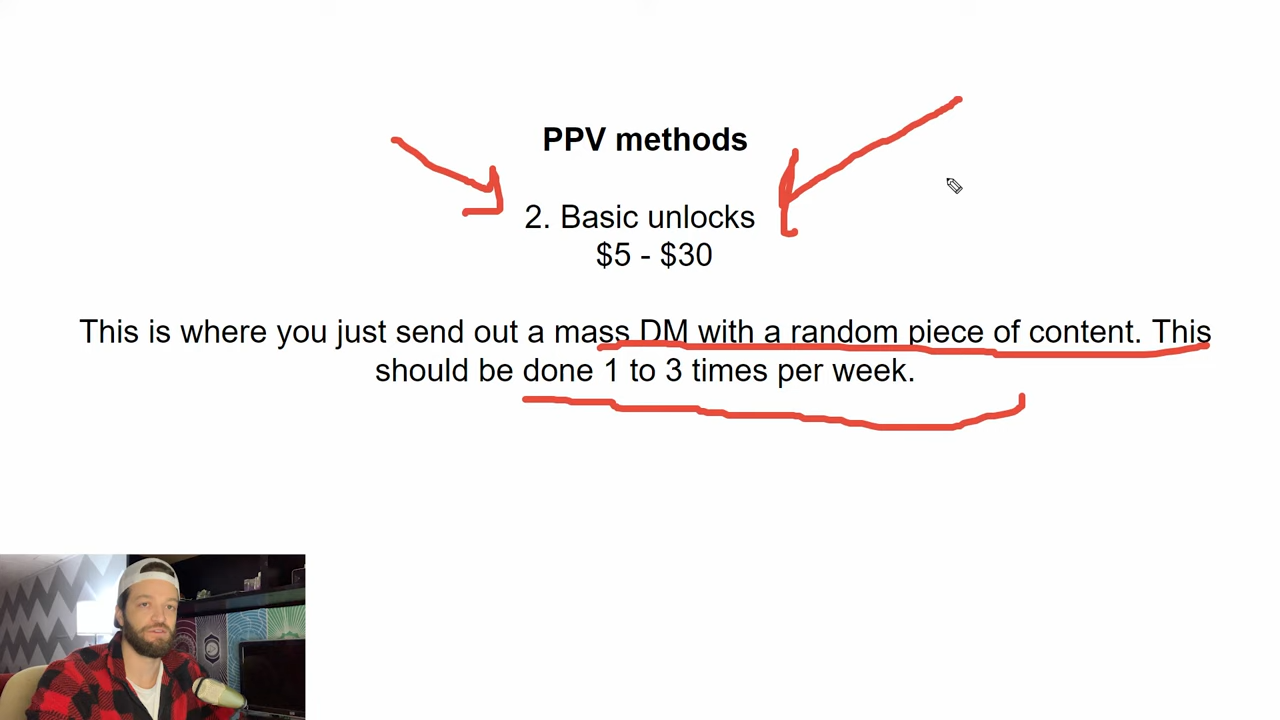 PPV methods
2. Basic unlocks
$5 - $30
This is where you just send out a mass DM with a random piece of content. This
should be done 1 to 3 times per week.